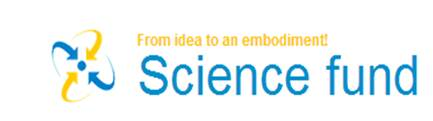 From idea to an embodiment!
Science fund